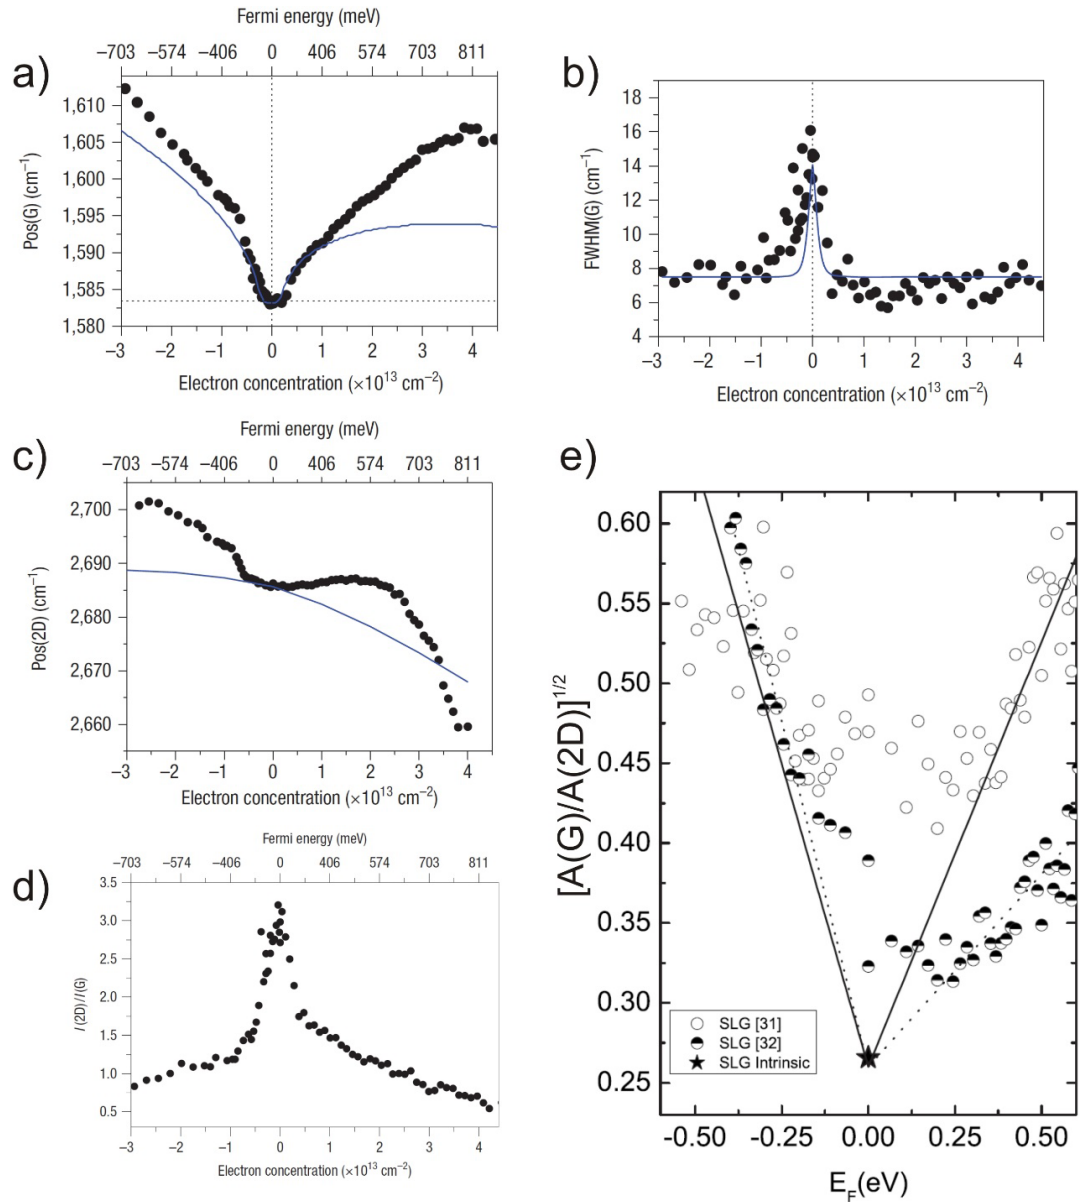 a)
Fermi energy (meV)
−703 −574 −406 0 406 574 703 811
Pos(G) (cm−1)
1,610
1,605
1,600
1,595
1,590
1,585
1,580
−3 −2 −1 0 1 2 3 4
Electron concentration (×10^13 cm−2)
b)
FWHM(G) (cm−1)
18
16
14
12
10
8
6
4
−3 −2 −1 0 1 2 3 4
Electron concentration (×10^13 cm−2)
c)
Fermi energy (meV)
−703 −574 −406 0 406 574 703 811
Pos(2D) (cm−1)
2,700
2,690
2,680
2,670
2,660
−3 −2 −1 0 1 2 3 4
Electron concentration (×10^13 cm−2)
d)
Fermi energy (meV)
−703 −574 −406 0 406 574 703 811
I(2D)/I(G)
3.5
3.0
2.5
2.0
1.5
1.0
0.5
−3 −2 −1 0 1 2 3 4
Electron concentration (×10^13 cm−2)
e)
[A(G)/A(2D)]^1/2
0.60
0.55
0.50
0.45
0.40
0.35
0.30
0.25
SLG [31]
SLG [32]
SLG Intrinsic
-0.50 -0.25 0.00 0.25 0.50
E_F(eV)